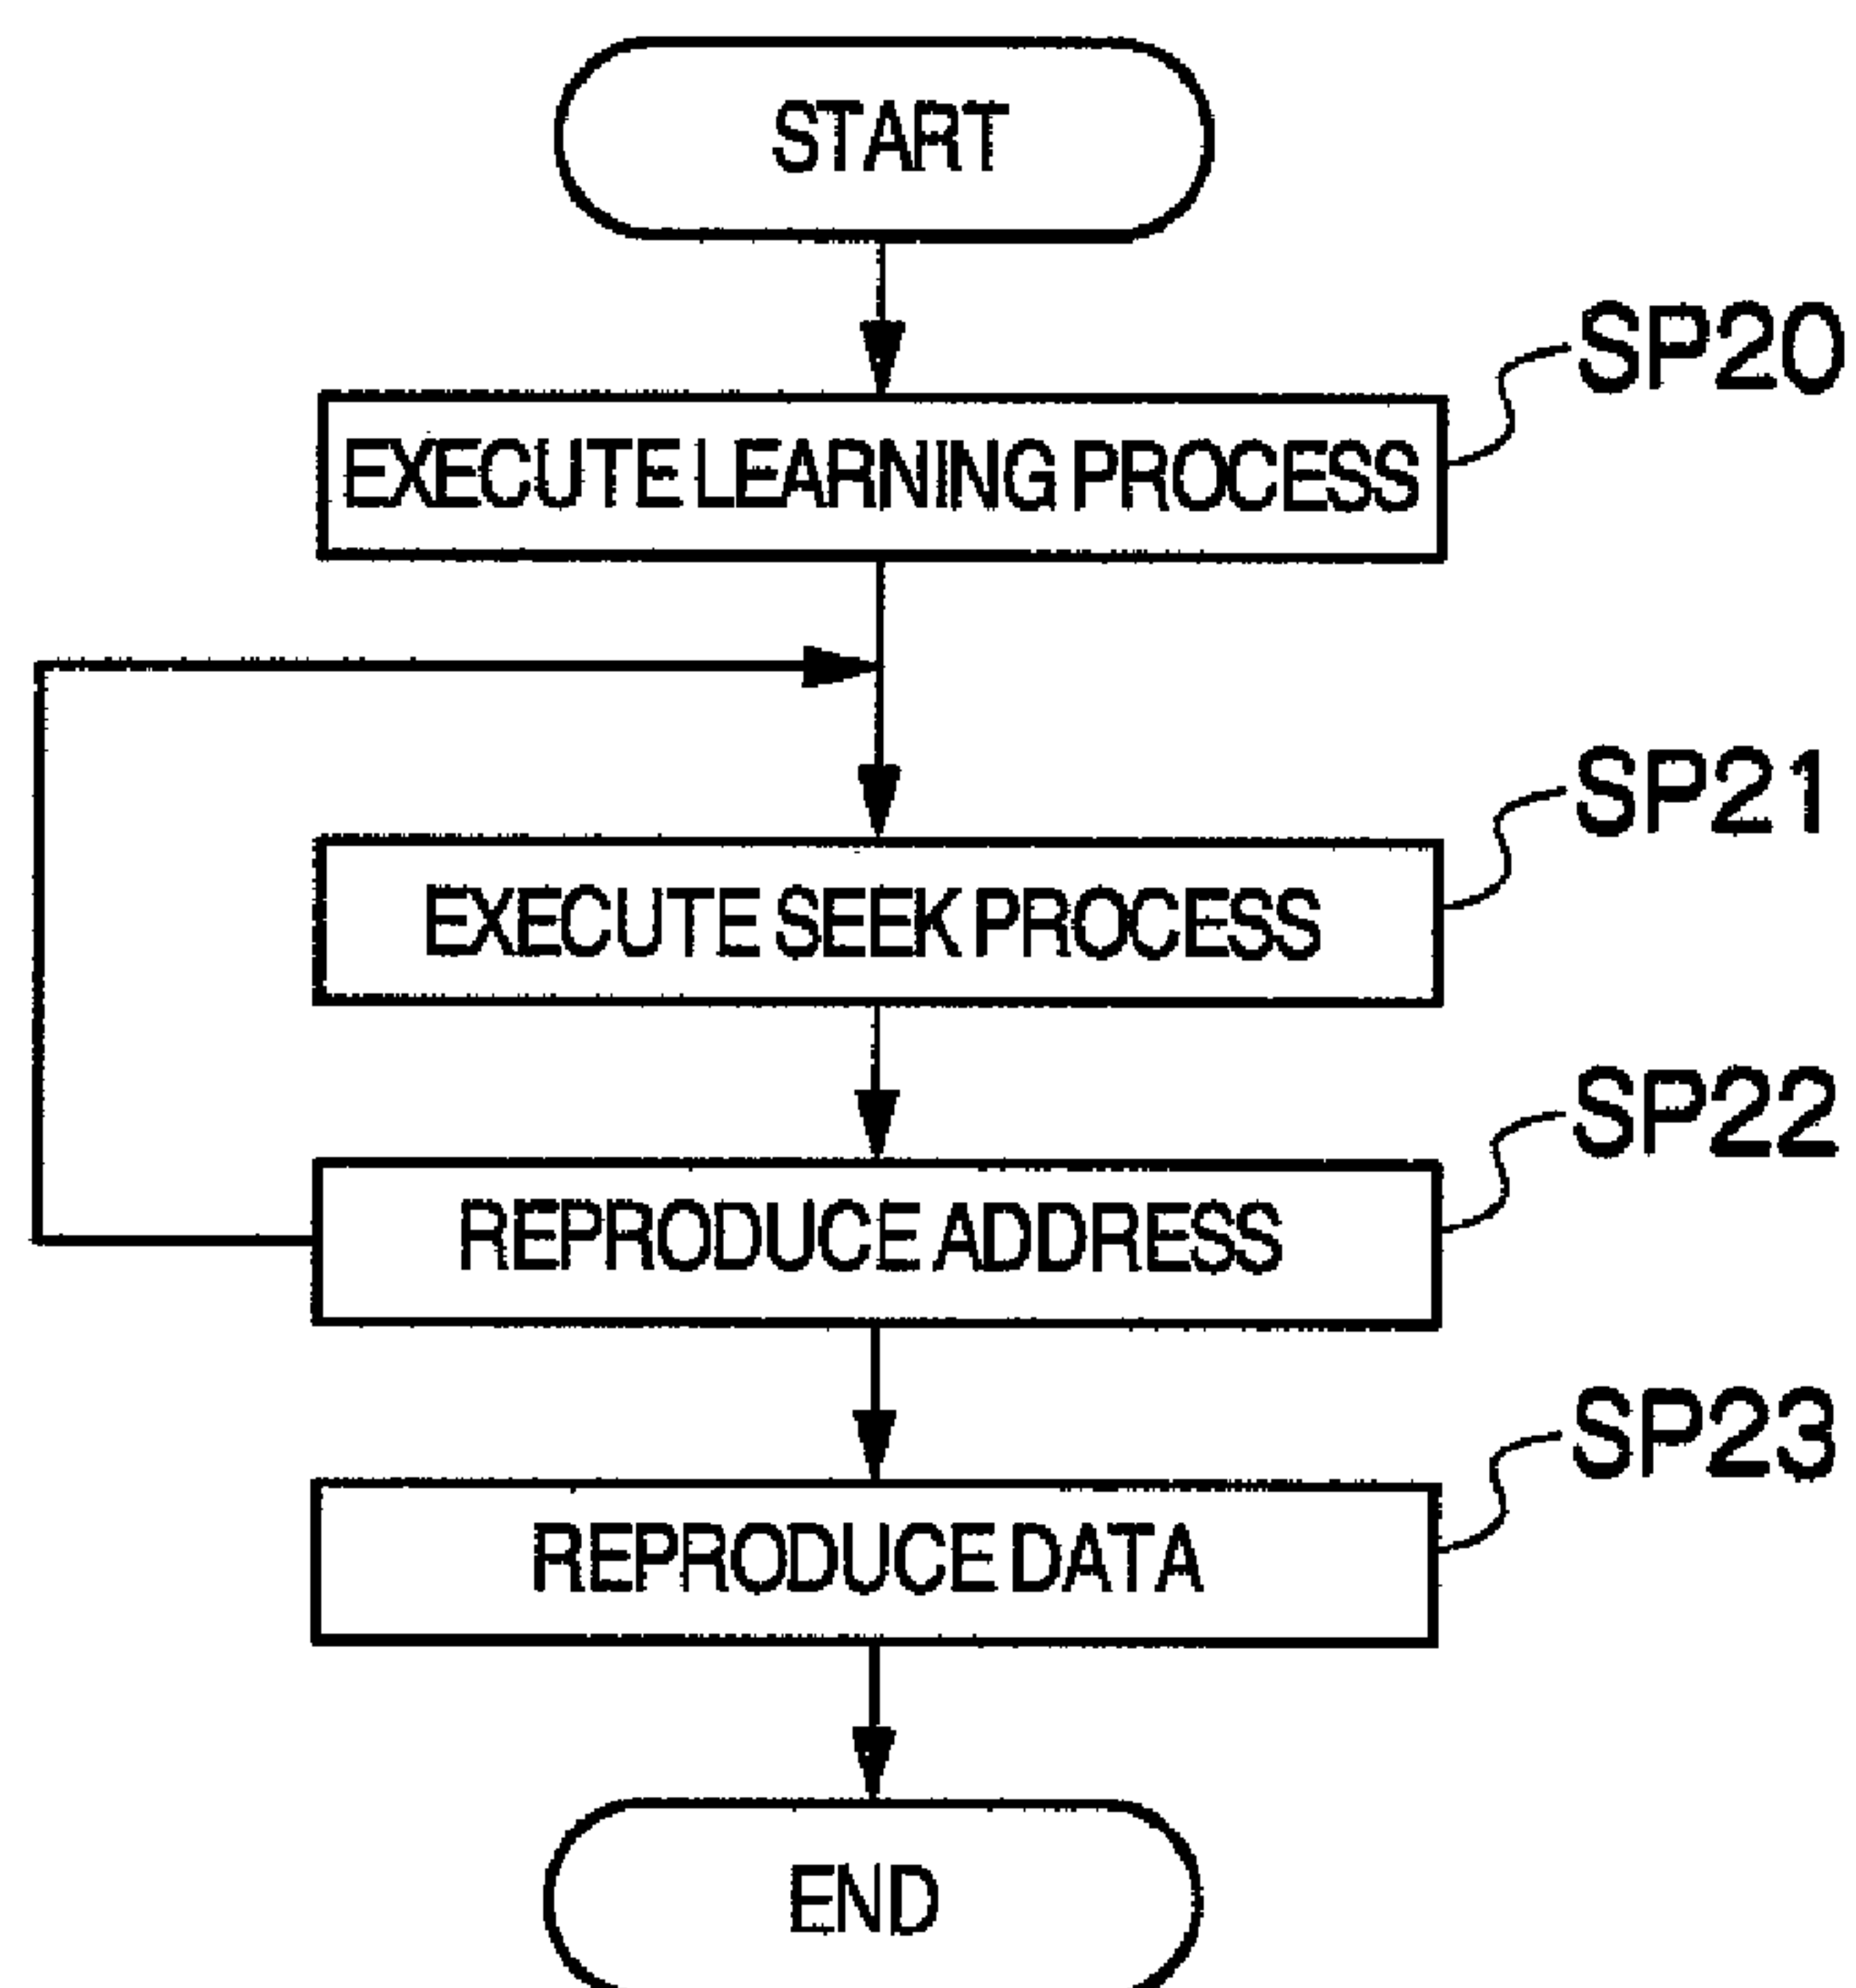 START
SP20
EXECUTE LEARNING PROCESS
SP21
EXECUTE SEEK PROCESS
SP22
REPRODUCE ADDRESS
SP23
REPRODUCE DATA
END